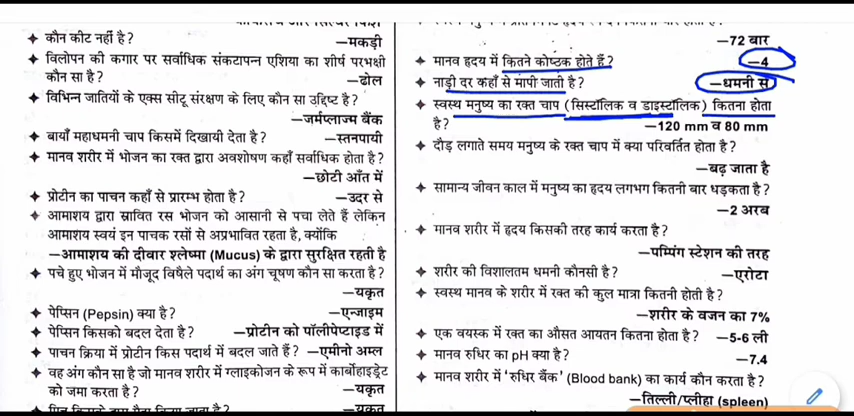 ✦ कौन कीट नहीं है? —मकड़ी
✦ विलोपन की कगार पर सर्वाधिक संकटापन्न एशिया का शीर्ष परभक्षी
कौन सा है? —ढोल
✦ विभिन्न जातियों के एक्स सीटू संरक्षण के लिए कौन सा उद्दिष्ट है?
—जर्मप्लाज्म बैंक
✦ बायाँ महाधमनी चाप किसमें दिखायी देता है? —स्तनपायी
✦ मानव शरीर में भोजन का रक्त द्वारा अवशोषण कहाँ सर्वाधिक होता है?
—छोटी आँत में
✦ प्रोटीन का पाचन कहाँ से प्रारम्भ होता है? —उदर से
✦ आमाशय द्वारा स्रावित रस भोजन को आसानी से पचा लेते हैं लेकिन
आमाशय स्वयं इन पाचक रसों से अप्रभावित रहता है, क्योंकि
—आमाशय की दीवार श्लेष्मा (Mucus) के द्वारा सुरक्षित रहती है
✦ पचे हुए भोजन में मौजूद विषैले पदार्थ का अंग चूषण कौन सा करता है?
—यकृत
✦ पेप्सिन (Pepsin) क्या है? —एन्जाइम
✦ पेप्सिन किसको बदल देता है? —प्रोटीन को पॉलीपेप्टाइड में
✦ पाचन क्रिया में प्रोटीन किस पदार्थ में बदल जाते हैं? —एमीनो अम्ल
✦ वह अंग कौन सा है जो मानव शरीर में ग्लाइकोजन के रूप में कार्बोहाइड्रेट
को जमा करता है? —यकृत
—72 बार
✦ मानव हृदय में कितने कोष्ठक होते हैं? —4
✦ नाड़ी दर कहाँ से मापी जाती है? —धमनी से
✦ स्वस्थ मनुष्य का रक्त चाप (सिस्टॉलिक व डाइस्टॉलिक) कितना होता
है? —120 mm व 80 mm
✦ दौड़ लगाते समय मनुष्य के रक्त चाप में क्या परिवर्तित होता है?
—बढ़ जाता है
✦ सामान्य जीवन काल में मनुष्य का हृदय लगभग कितनी बार धड़कता है?
—2 अरब
✦ मानव शरीर में हृदय किसकी तरह कार्य करता है?
—पम्पिंग स्टेशन की तरह
✦ शरीर की विशालतम धमनी कौनसी है? —एरोटा
✦ स्वस्थ मानव के शरीर में रक्त की कुल मात्रा कितनी होती है?
—शरीर के वजन का 7%
✦ एक वयस्क में रक्त का औसत आयतन कितना होता है? —5-6 ली
✦ मानव रुधिर का pH क्या है? —7.4
✦ मानव शरीर में 'रुधिर बैंक' (Blood bank) का कार्य कौन करता है?
—तिल्ली/प्लीहा (spleen)